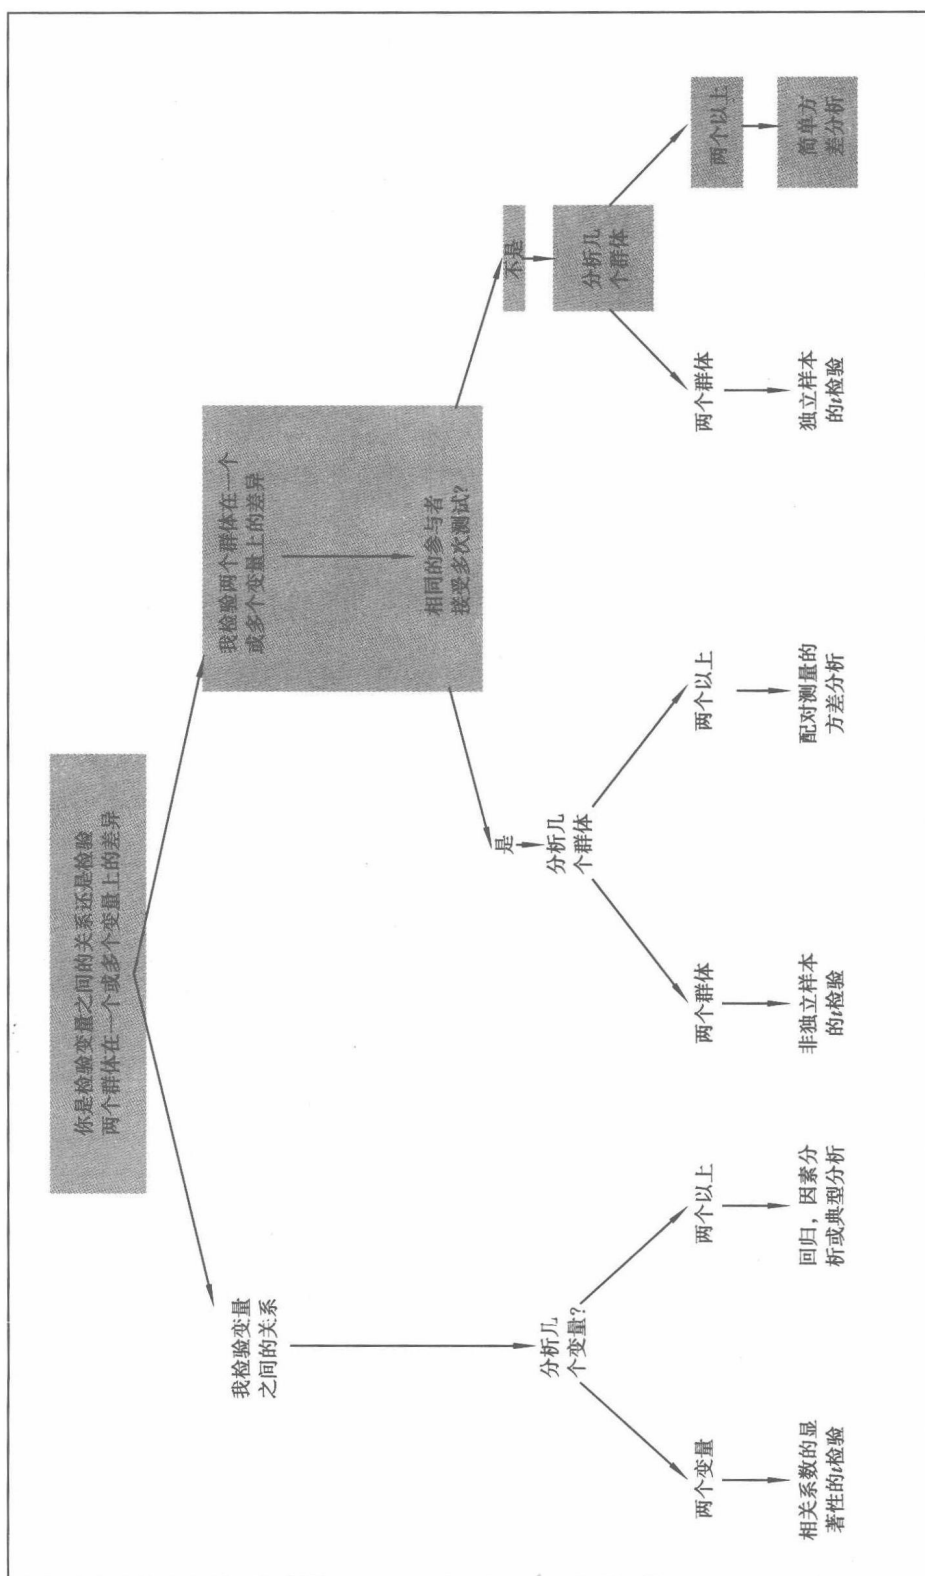 你是检验变量之间的关系还是检验
两个群体在一个或多个变量上的差异
我检验变量
之间的关系
我检验两个群体在一个
或多个变量上的差异
相同的参与者
接受多次测试?
分析几
个变量?
是
分析几
个群体
不是
分析几
个群体
两个变量
两个以上
两个群体
两个以上
两个群体
两个以上
相关系数的显
著性的t检验
回归，因素分
析或典型分析
非独立样本
的t检验
配对测量的
方差分析
独立样本
的t检验
简单方
差分析